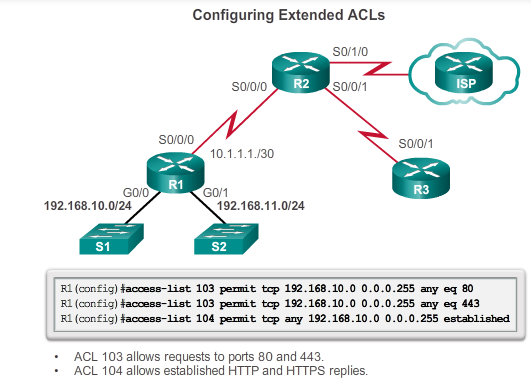 Configuring Extended ACLs
S0/1/0
R2
ISP
S0/0/0
S0/0/1
S0/0/0
10.1.1.1./30
S0/0/1
R1
R3
G0/0
G0/1
192.168.10.0/24
192.168.11.0/24
S1
S2
R1(config)#access-list 103 permit tcp 192.168.10.0 0.0.0.255 any eq 80
R1(config)#access-list 103 permit tcp 192.168.10.0 0.0.0.255 any eq 443
R1(config)#access-list 104 permit tcp any 192.168.10.0 0.0.0.255 established
• ACL 103 allows requests to ports 80 and 443.
• ACL 104 allows established HTTP and HTTPS replies.